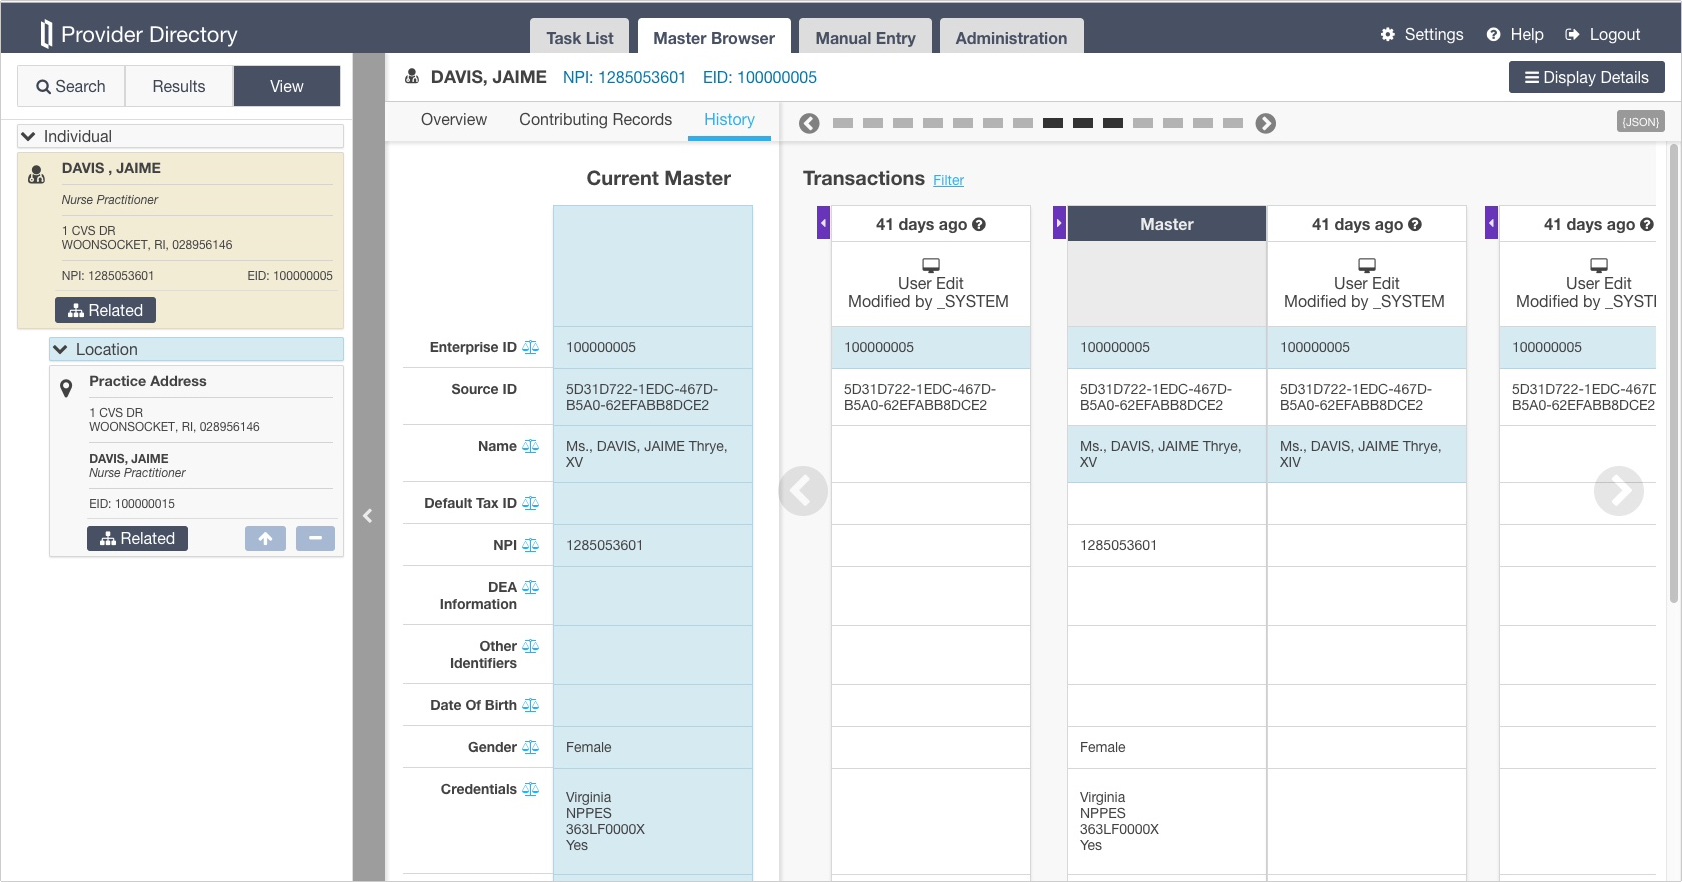 Provider Directory
Task List
Master Browser
Manual Entry
Administration
Settings
Help
Logout
Search
Results
View
Individual
DAVIS , JAIME
Nurse Practitioner
1 CVS DR
WOONSOCKET, RI, 028956146
NPI: 1285053601 EID: 100000005
Related
Location
Practice Address
1 CVS DR
WOONSOCKET, RI, 028956146
DAVIS, JAIME
Nurse Practitioner
EID: 100000015
Related
DAVIS, JAIME NPI: 1285053601 EID: 100000005
Display Details
Overview
Contributing Records
History
{JSON}
Current Master
Transactions Filter
41 days ago
Master
41 days ago
41 days ago
User Edit
Modified by _SYSTEM
User Edit
Modified by _SYSTEM
User Edit
Modified by _SYSTI
Enterprise ID
100000005
100000005
100000005
100000005
100000005
Source ID
5D31D722-1EDC-467D-
B5A0-62EFABB8DCE2
5D31D722-1EDC-467D-
B5A0-62EFABB8DCE2
5D31D722-1EDC-467D-
B5A0-62EFABB8DCE2
5D31D722-1EDC-467D-
B5A0-62EFABB8DCE2
5D31D722-1EDC-467D
B5A0-62EFABB8DCE2
Name
Ms., DAVIS, JAIME Thrye,
XV
Ms., DAVIS, JAIME Thrye,
XV
Ms., DAVIS, JAIME Thrye,
XIV
Default Tax ID
NPI
1285053601
1285053601
DEA
Information
Other
Identifiers
Date Of Birth
Gender
Female
Female
Credentials
Virginia
NPPES
363LF0000X
Yes
Virginia
NPPES
363LF0000X
Yes